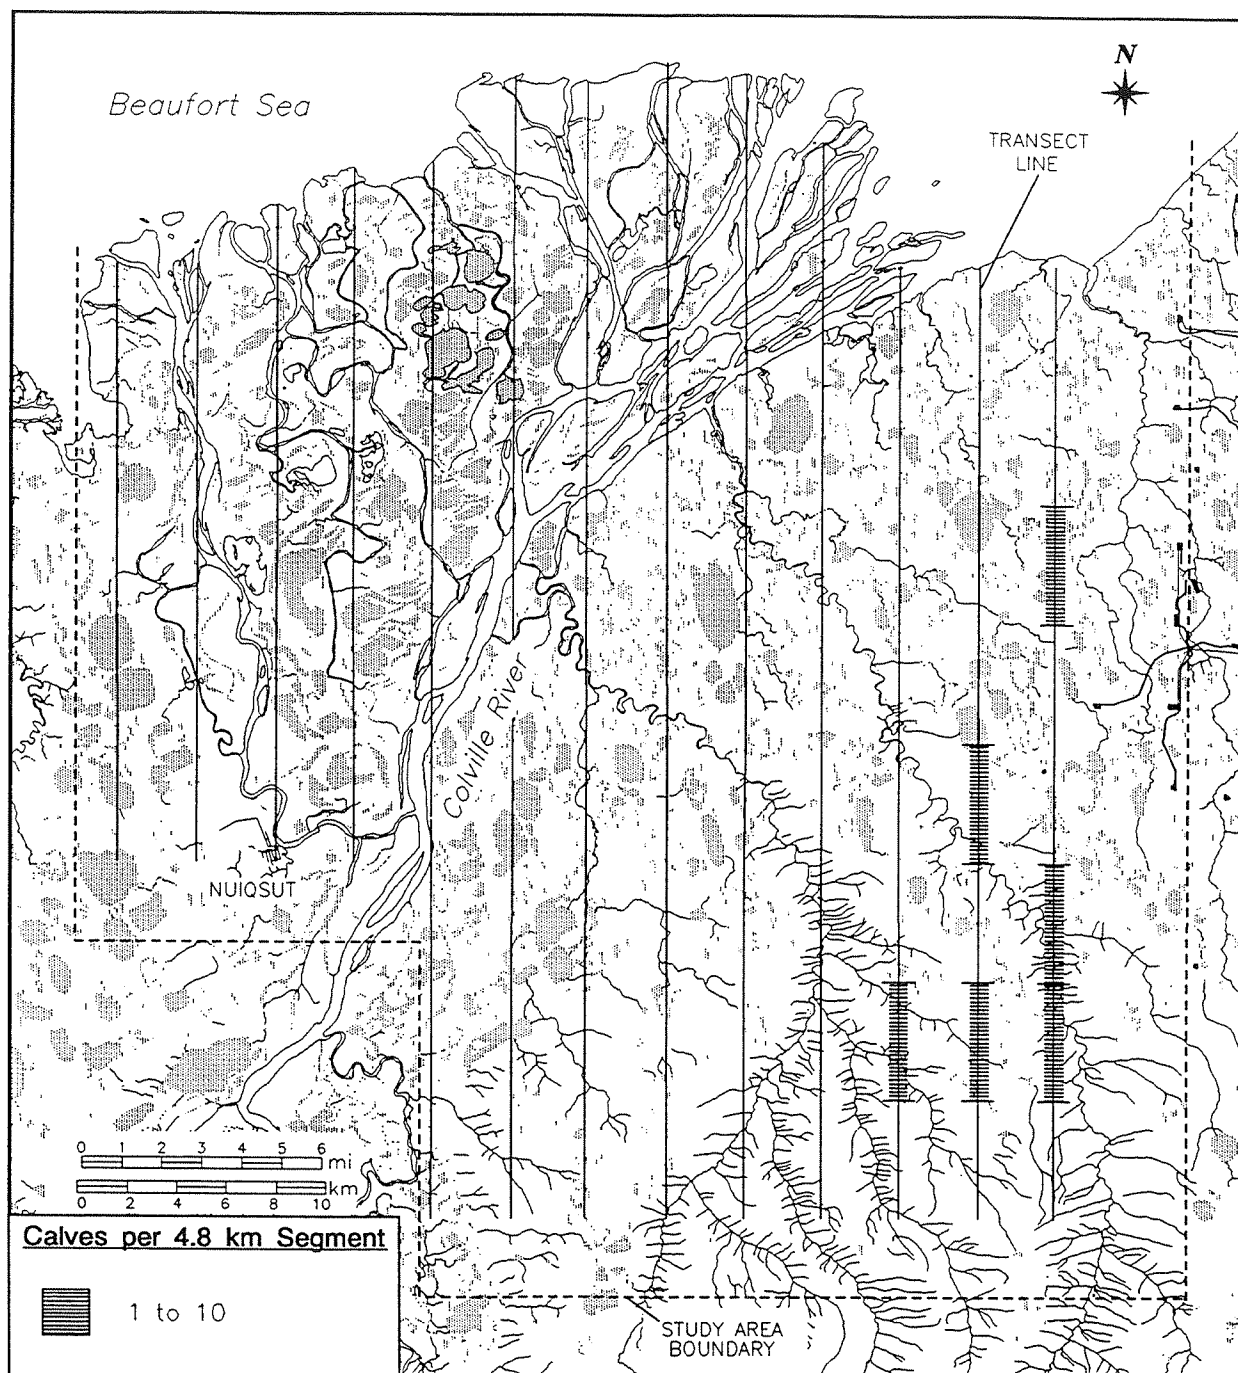 N
Beaufort Sea
TRANSECT
LINE
Colville River
NUIQSUT
0 1 2 3 4 5 6
mi
km
0 2 4 6 8 10
Calves per 4.8 km Segment
1 to 10
STUDY AREA
BOUNDARY